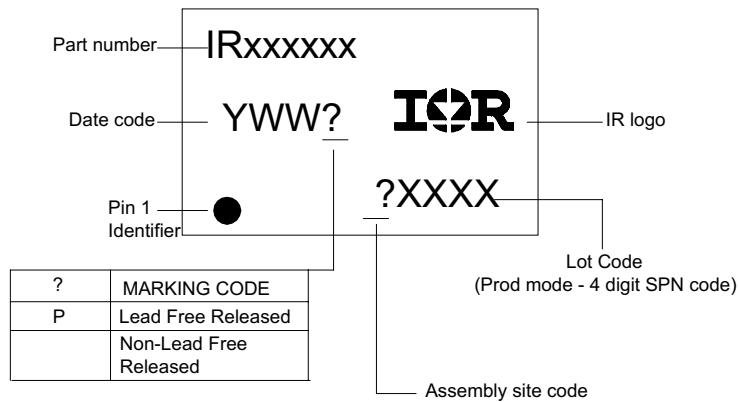 Part number
IRxxxxxx
Date code
YWW?
IOR
IR logo
?XXXX
Pin 1
Identifier
Lot Code
(Prod mode - 4 digit SPN code)
? MARKING CODE
P Lead Free Released
Non-Lead Free
Released
Assembly site code